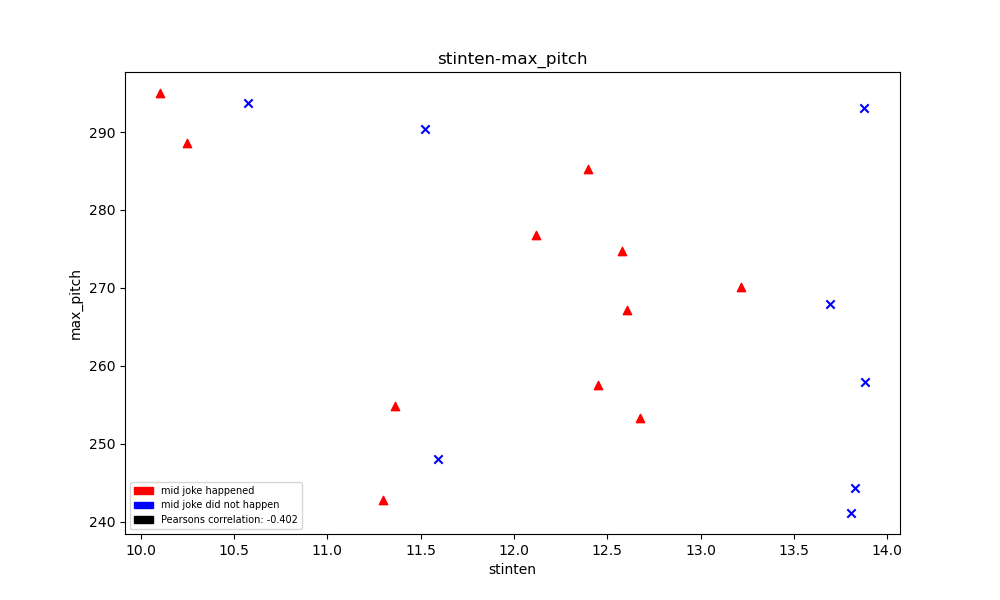 stinten-max_pitch
max_pitch
290
280
270
260
250
240
mid joke happened
mid joke did not happen
Pearsons correlation: -0.402
10.0 10.5 11.0 11.5 12.0 12.5 13.0 13.5 14.0
stinten